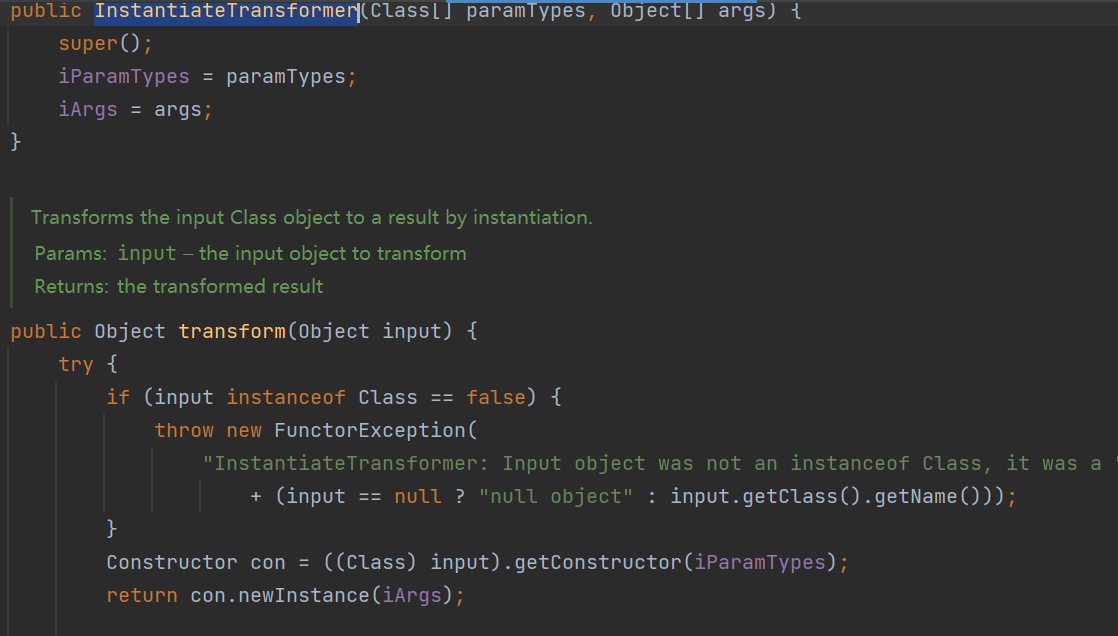 public InstantiateTransformer(Class[] paramTypes, Object[] args) {
super();
iParamTypes = paramTypes;
iArgs = args;
}
Transforms the input Class object to a result by instantiation.
Params: input – the input object to transform
Returns: the transformed result
public Object transform(Object input) {
try {
if (input instanceof Class == false) {
throw new FunctorException(
"InstantiateTransformer: Input object was not an instanceof Class, it was a "
+ (input == null ? "null object" : input.getClass().getName()));
}
Constructor con = ((Class) input).getConstructor(iParamTypes);
return con.newInstance(iArgs);